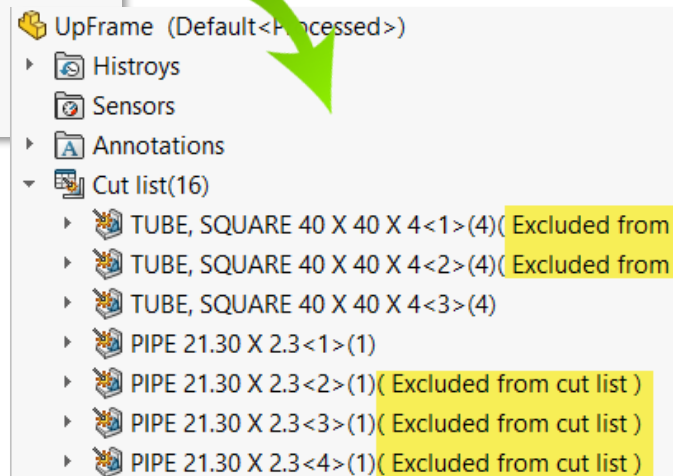 UpFrame (Default<Processed>)
Histroys
Sensors
Annotations
Cut list(16)
TUBE, SQUARE 40 X 40 X 4<1>(4)( Excluded from
TUBE, SQUARE 40 X 40 X 4<2>(4)( Excluded from
TUBE, SQUARE 40 X 40 X 4<3>(4)
PIPE 21.30 X 2.3<1>(1)
PIPE 21.30 X 2.3<2>(1)( Excluded from cut list )
PIPE 21.30 X 2.3<3>(1)( Excluded from cut list )
PIPE 21.30 X 2.3<4>(1)( Excluded from cut list )